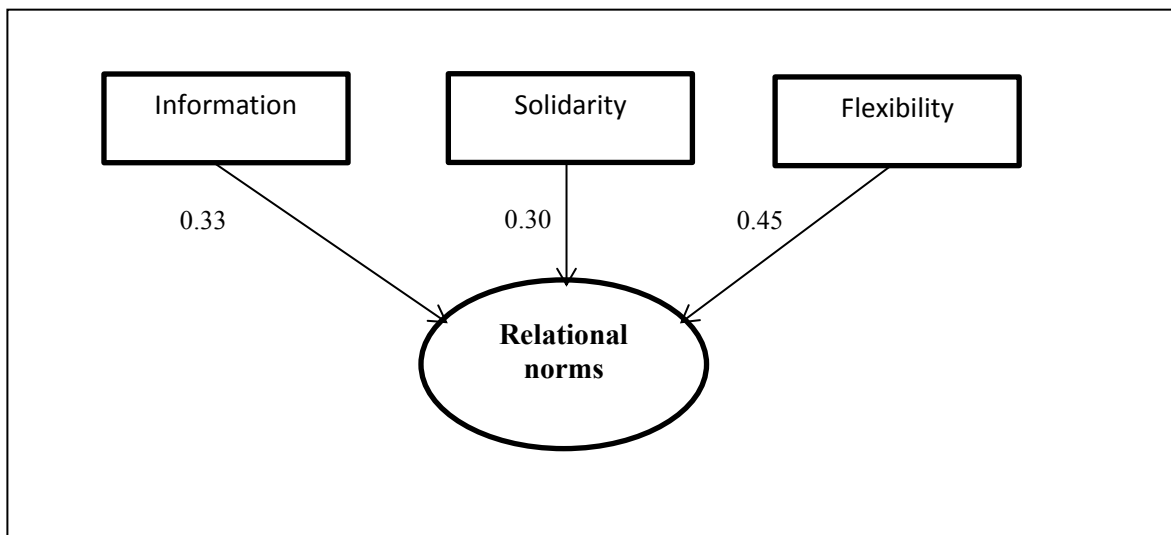 Information
Solidarity
Flexibility
0.33
0.30
0.45
Relational
norms